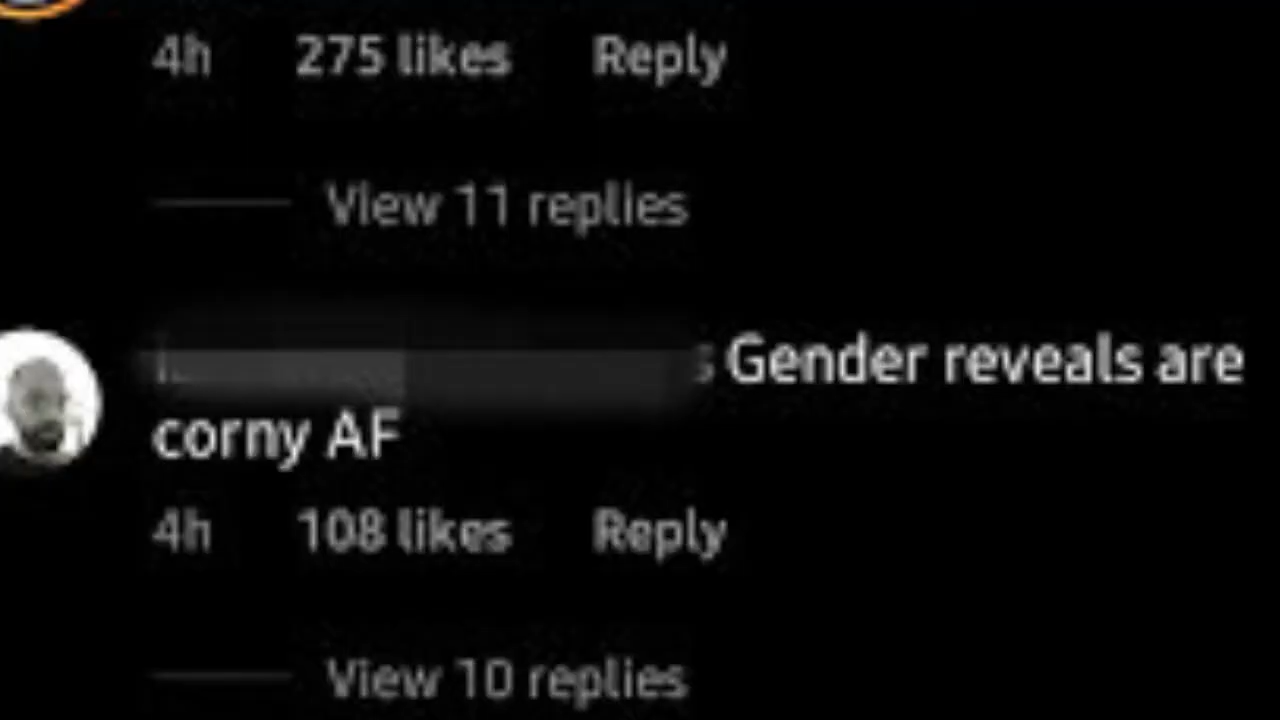 4h 275 likes Reply
View 11 replies
Gender reveals are
corny AF
4h 108 likes Reply
View 10 replies